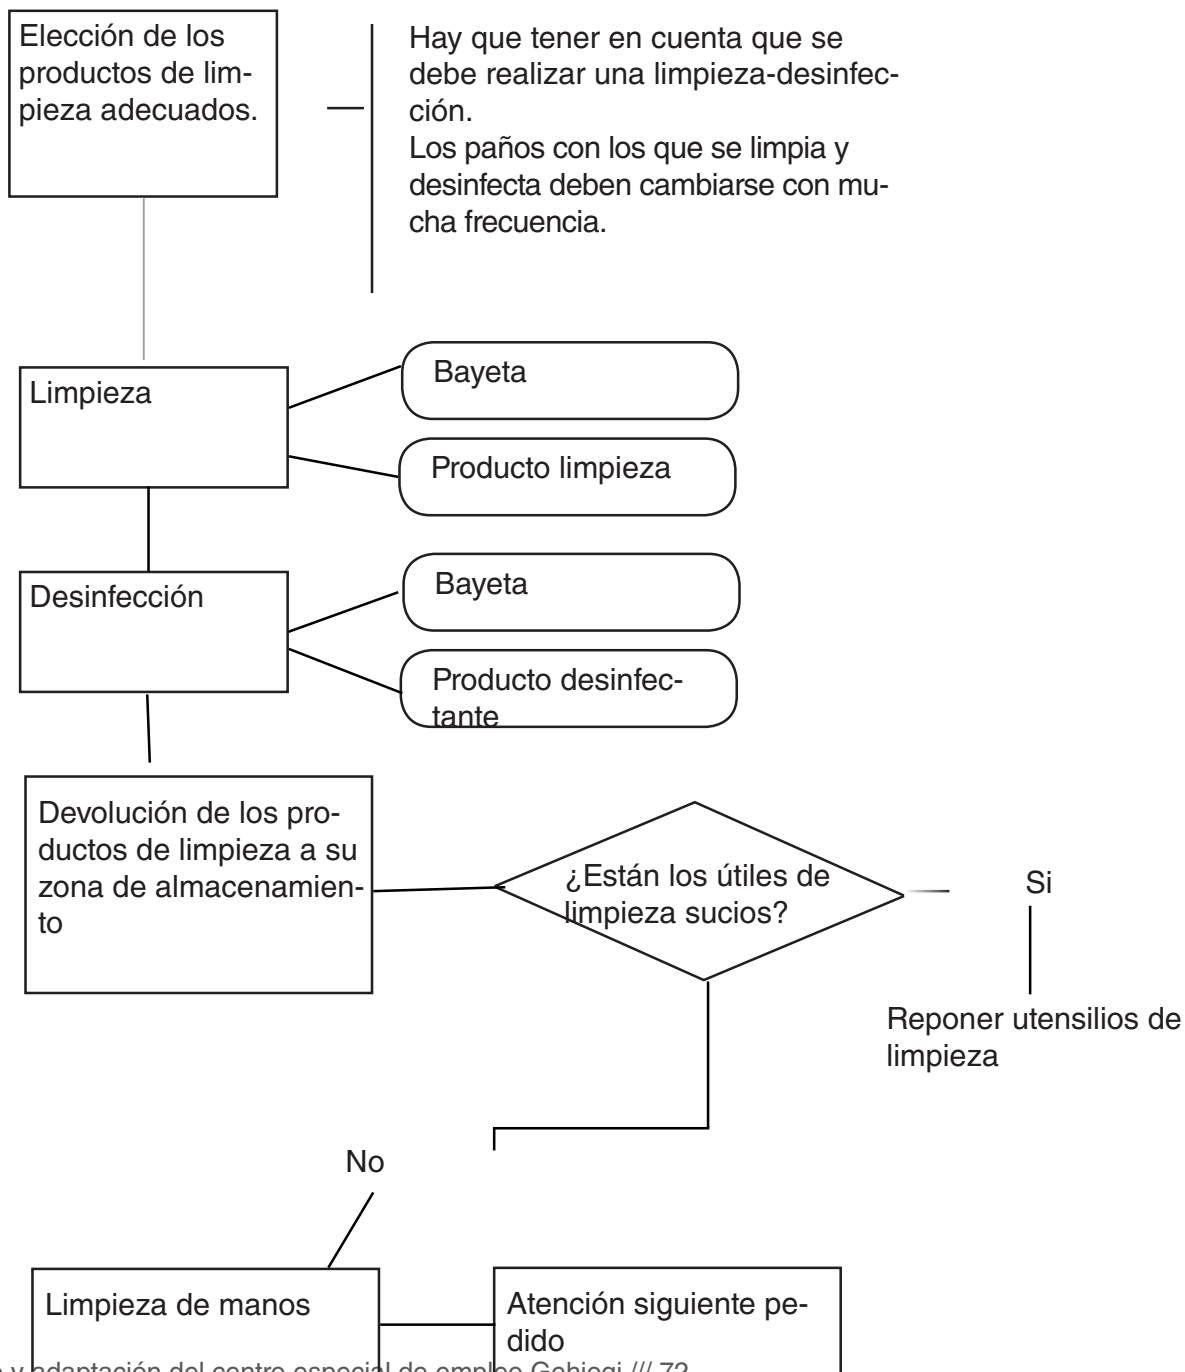 Elección de los
productos de lim-
pieza adecuados.
Hay que tener en cuenta que se
debe realizar una limpieza-desinfec-
ción.
Los paños con los que se limpia y
desinfecta deben cambiarse con mu-
cha frecuencia.
Limpieza
Bayeta
Producto limpieza
Desinfección
Bayeta
Producto desinfec-
tante
Devolución de los pro-
ductos de limpieza a su
zona de almacenamien-
to
¿Están los útiles de
limpieza sucios?
Si
Reponer utensilios de
limpieza
No
Limpieza de manos
Atención siguiente pe-
dido
y adaptación del centro especial de empleo Gohiegi /// 72